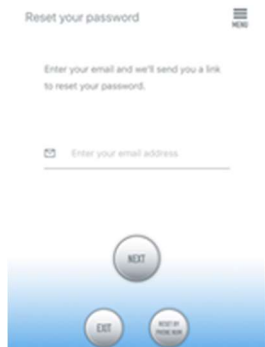 Reset your password
MENU
Enter your email and we'll send you a link
to reset your password.
Enter your email address
NEXT
EXIT
RESET BY
PHONE NUM